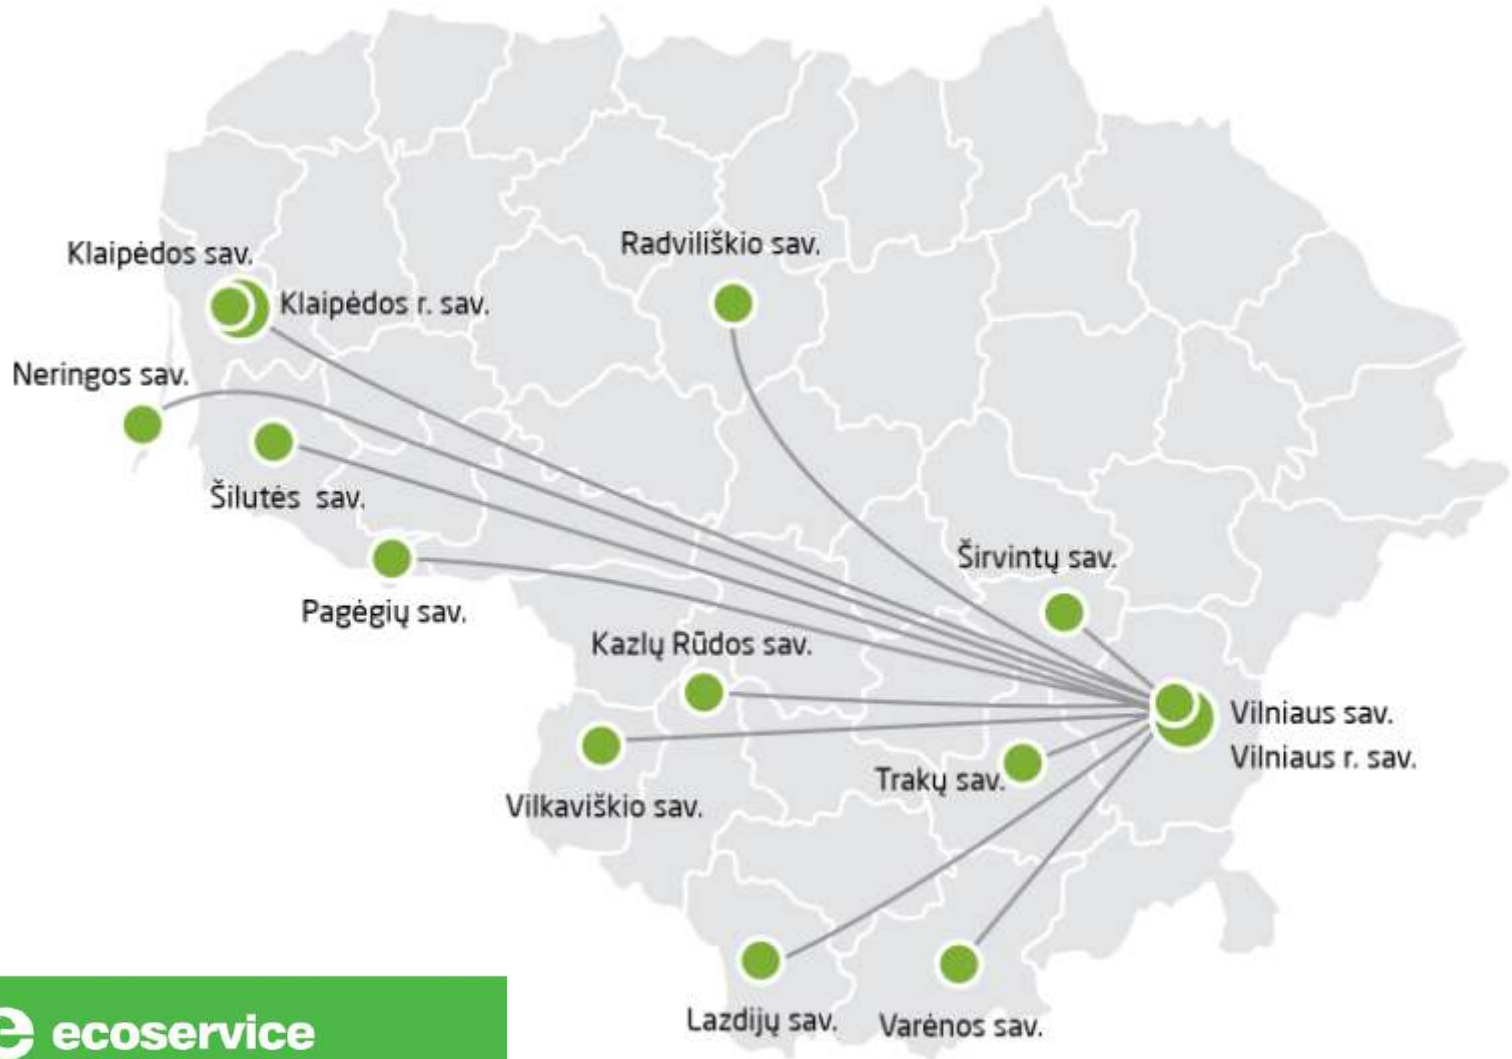 Klaipėdos sav.
Radviliškio sav.
Klaipėdos r. sav.
Neringos sav.
Šilutės sav.
Širvintų sav.
Pagėgių sav.
Kazlų Rūdos sav.
Vilniaus sav.
Vilniaus r. sav.
Trakų sav.
Vilkaviškio sav.
Lazdijų sav.
Varėnos sav.
ecoservice